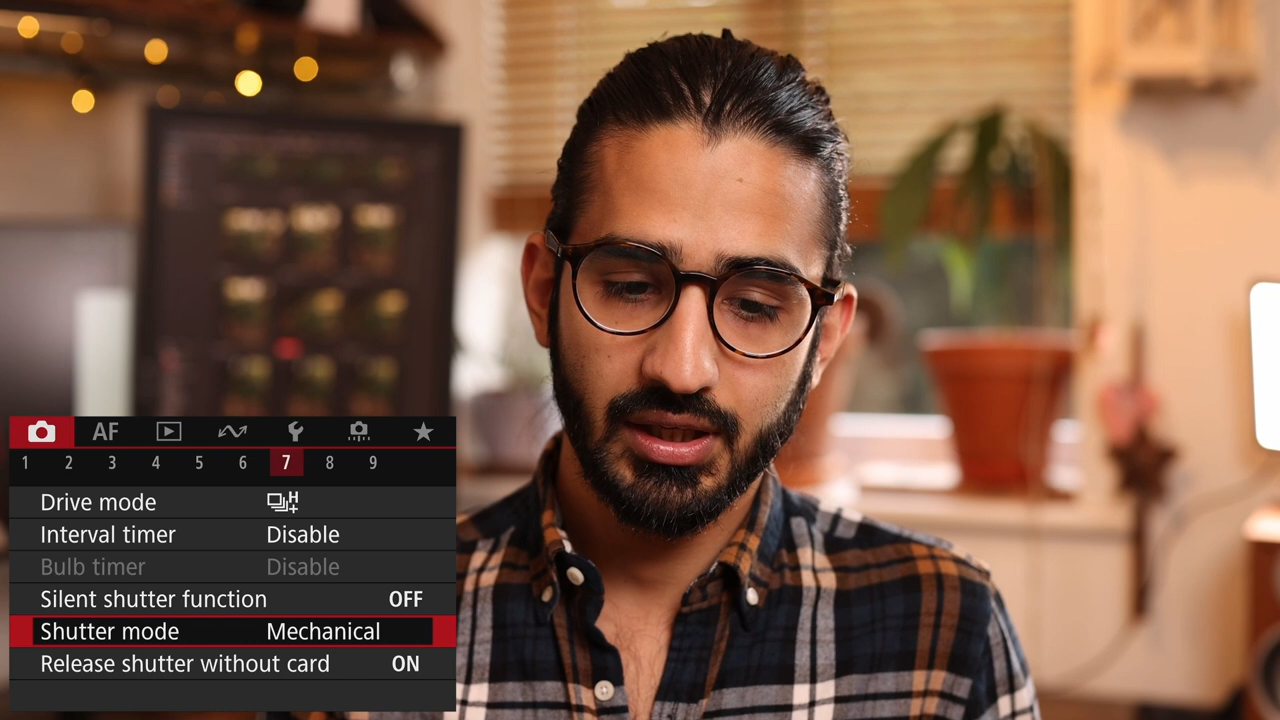 AF
1 2 3 4 5 6 7 8 9
Drive mode H
Interval timer Disable
Bulb timer Disable
Silent shutter function OFF
Shutter mode Mechanical
Release shutter without card ON